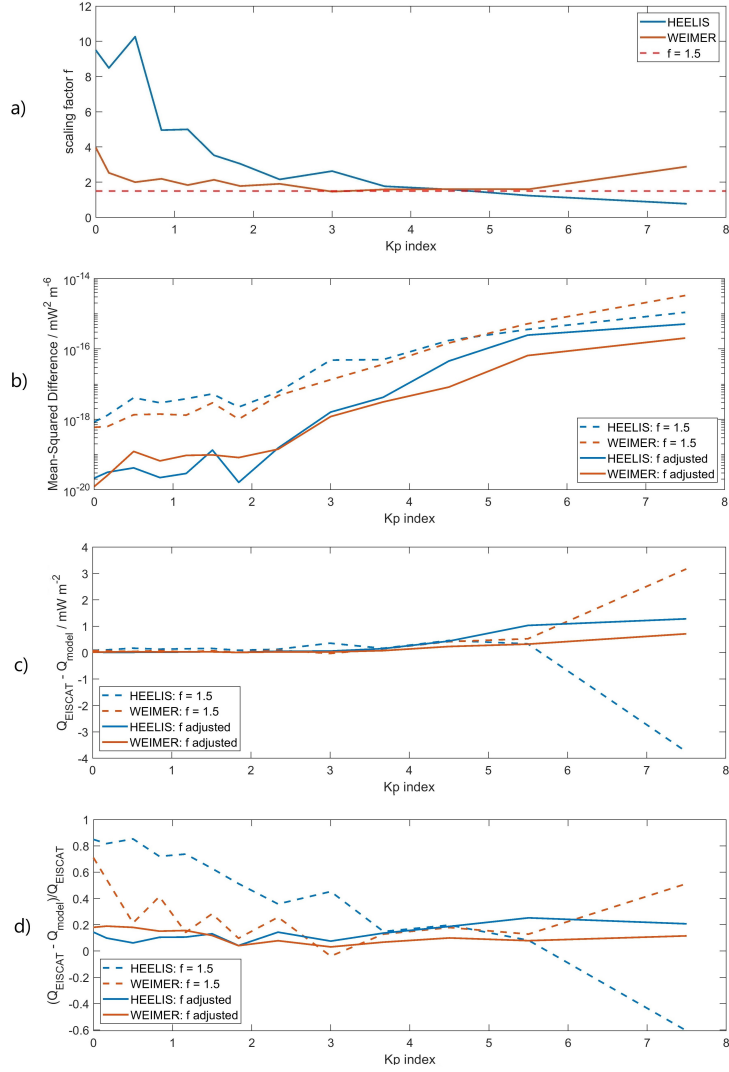 a)
scaling factor f
12
10
8
6
4
2
0
HEELIS
WEIMER
f = 1.5
0 1 2 3 4 5 6 7 8
Kp index
b)
Mean-Squared Difference / mW² m⁻⁶
10⁻¹⁴
10⁻¹⁶
10⁻¹⁸
10⁻²⁰
HEELIS: f = 1.5
WEIMER: f = 1.5
HEELIS: f adjusted
WEIMER: f adjusted
0 1 2 3 4 5 6 7 8
Kp index
c)
Q_EISCAT - Q_model / mW m⁻²
4
3
2
1
0
-1
-2
-3
-4
HEELIS: f = 1.5
WEIMER: f = 1.5
HEELIS: f adjusted
WEIMER: f adjusted
0 1 2 3 4 5 6 7 8
Kp index
d)
(Q_EISCAT - Q_model)/Q_EISCAT
1
0.8
0.6
0.4
0.2
0
-0.2
-0.4
-0.6
HEELIS: f = 1.5
WEIMER: f = 1.5
HEELIS: f adjusted
WEIMER: f adjusted
0 1 2 3 4 5 6 7 8
Kp index